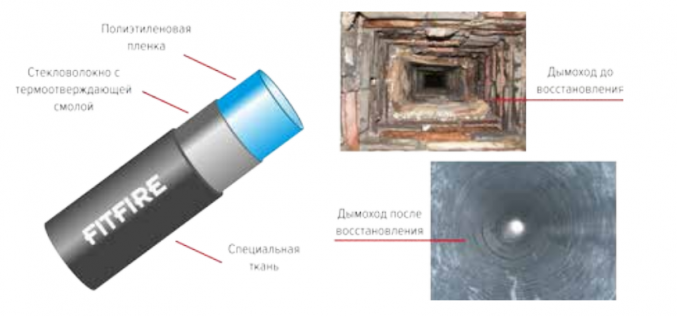 Полиэтиленовая
пленка
Стекловолокно с
термоотверждающей
смолой
FITFIRE
Специальная
ткань
Дымоход до
восстановления
Дымоход после
восстановления